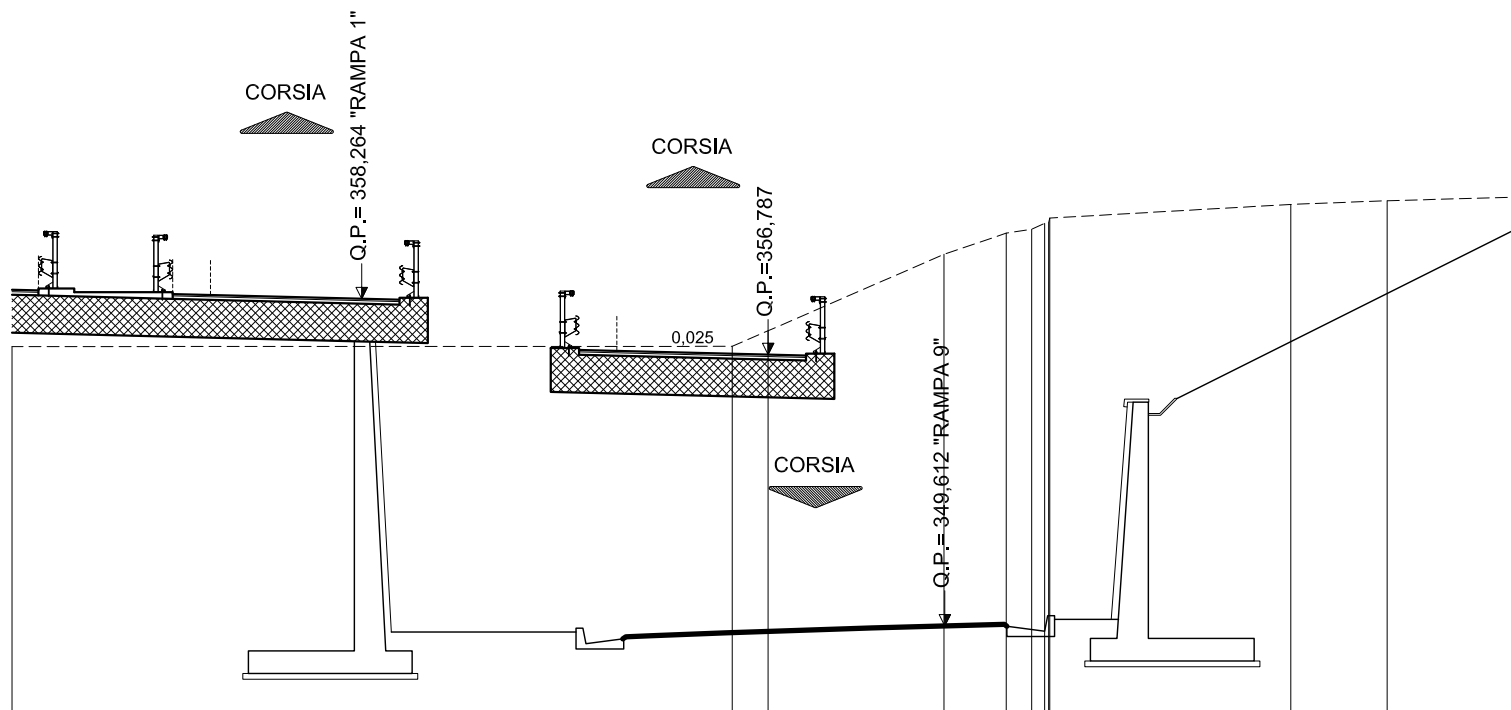 CORSIA
Q.P.= 358,264 "RAMPA 1"
CORSIA
Q.P.=356,787
0,025
CORSIA
Q.P.= 349,612 "RAMPA 9"